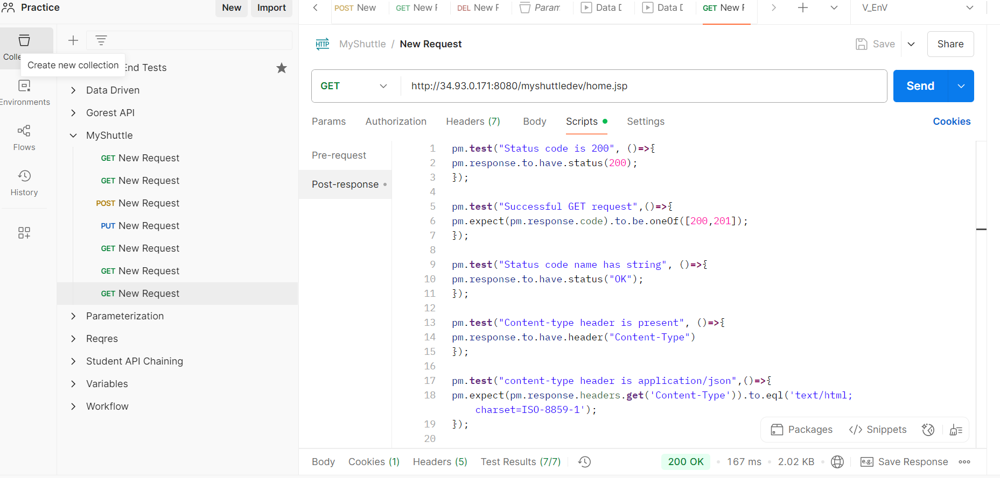 Practice
New
Import
POST New
GET New
DEL New
Param
Data
Data
GET New
V_EnV
MyShuttle / New Request
Save
Share
GET
http://34.93.0.171:8080/myshuttledev/home.jsp
Send
Params
Authorization
Headers (7)
Body
Scripts
Settings
Cookies
Create new collection
Environments
Flows
History
End Tests
Data Driven
Gorest API
MyShuttle
GET New Request
GET New Request
POST New Request
PUT New Request
GET New Request
GET New Request
GET New Request
Parameterization
Reqres
Student API Chaining
Variables
Workflow
Pre-request
Post-response
1 pm.test("Status code is 200", ()=>{
2 pm.response.to.have.status(200);
3 });
4
5 pm.test("Successful GET request",()=>{
6 pm.expect(pm.response.code).to.be.oneOf([200,201]);
7 });
8
9 pm.test("Status code name has string", ()=>{
10 pm.response.to.have.status("OK");
11 });
12
13 pm.test("Content-type header is present", ()=>{
14 pm.response.to.have.header("Content-Type")
15 });
16
17 pm.test("content-type header is application/json",()=>{
18 pm.expect(pm.response.headers.get('Content-Type')).to.eql('text/html;
charset=ISO-8859-1');
19 });
20
Packages
</> Snippets
Body
Cookies (1)
Headers (5)
Test Results (7/7)
200 OK
167 ms
2.02 KB
e.g. Save Response